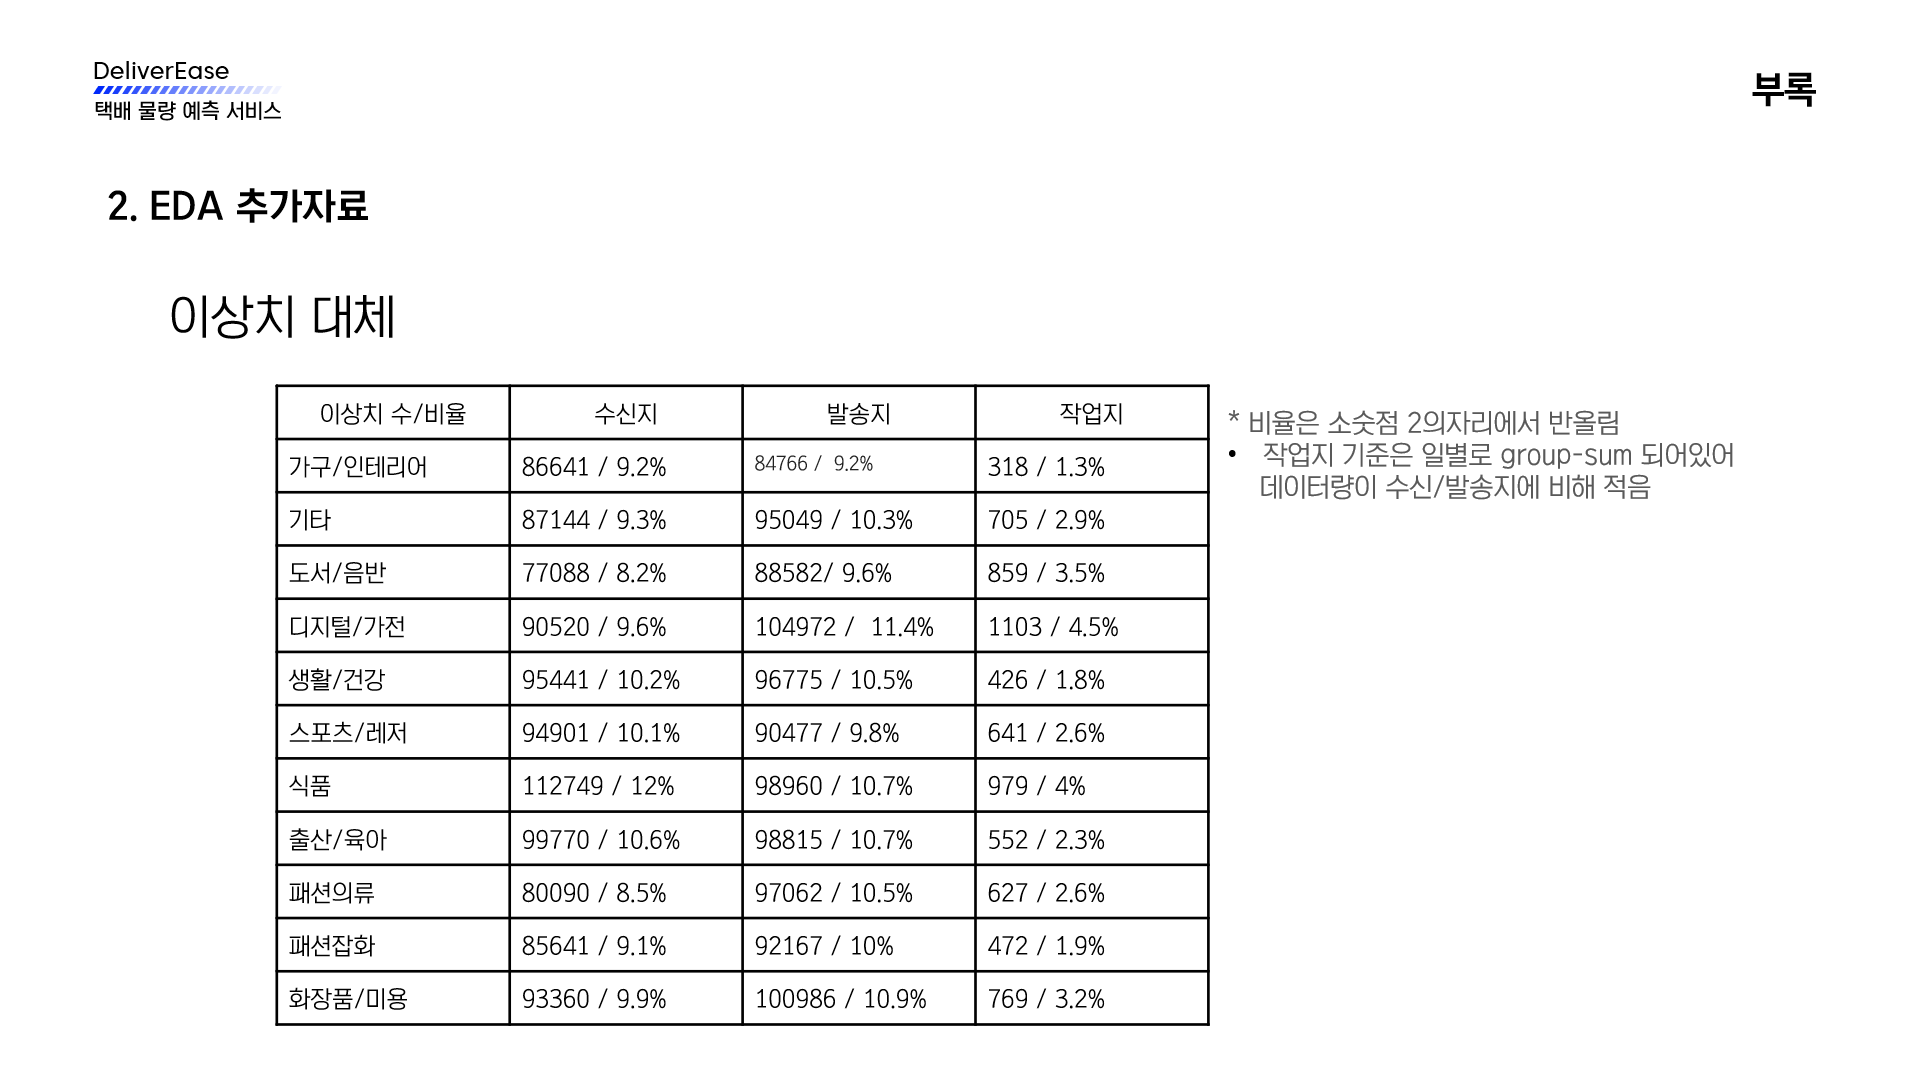 DeliverEase
택배 물량 예측 서비스
부록
2. EDA 추가자료
이상치 대체
이상치 수/비율 수신지 발송지 작업지
가구/인테리어 86641 / 9.2% 84766 / 9.2% 318 / 1.3%
기타 87144 / 9.3% 95049 / 10.3% 705 / 2.9%
도서/음반 77088 / 8.2% 88582/ 9.6% 859 / 3.5%
디지털/가전 90520 / 9.6% 104972 / 11.4% 1103 / 4.5%
생활/건강 95441 / 10.2% 96775 / 10.5% 426 / 1.8%
스포츠/레저 94901 / 10.1% 90477 / 9.8% 641 / 2.6%
식품 112749 / 12% 98960 / 10.7% 979 / 4%
출산/육아 99770 / 10.6% 98815 / 10.7% 552 / 2.3%
패션의류 80090 / 8.5% 97062 / 10.5% 627 / 2.6%
패션잡화 85641 / 9.1% 92167 / 10% 472 / 1.9%
화장품/미용 93360 / 9.9% 100986 / 10.9% 769 / 3.2%
* 비율은 소숫점 2의자리에서 반올림
• 작업지 기준은 일별로 group-sum 되어있어
데이터량이 수신/발송지에 비해 적음